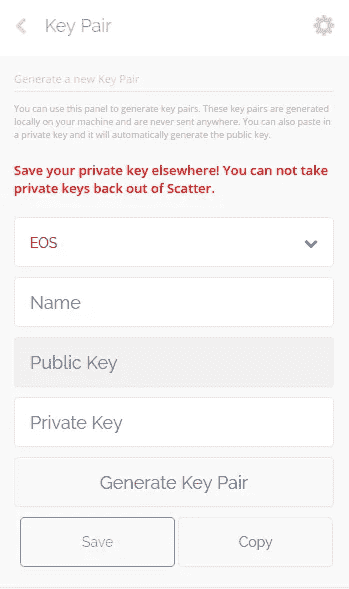 Key Pair
Generate a new Key Pair
You can use this panel to generate key pairs. These key pairs are generated
locally on your machine and are never sent anywhere. You can also paste in
a private key and it will automatically generate the public key.
Save your private key elsewhere! You can not take
private keys back out of Scatter.
EOS
Name
Public Key
Private Key
Generate Key Pair
Save
Copy